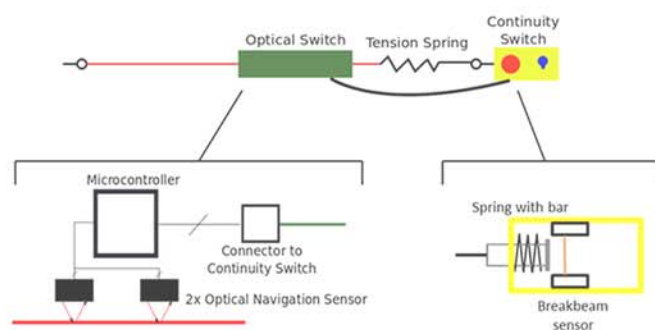 Optical Switch
Tension Spring
Continuity
Switch
Microcontroller
Connector to
Continuity Switch
2x Optical Navigation Sensor
Spring with bar
Breakbeam
sensor